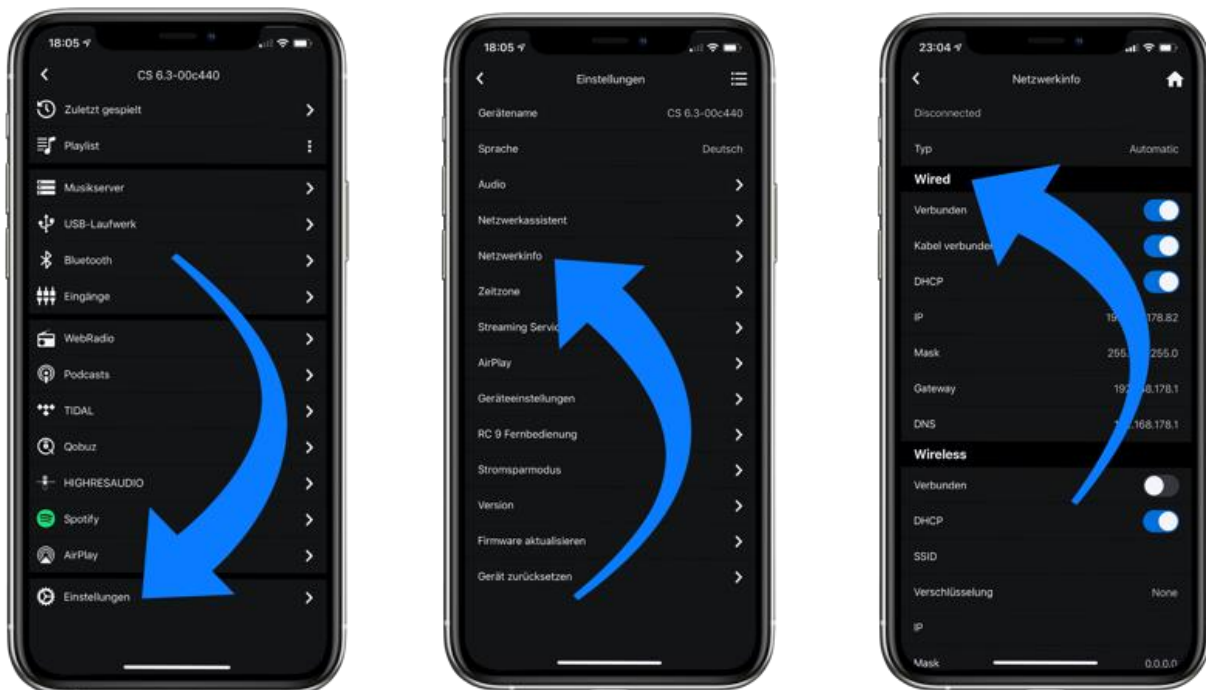 18:05
CS 6.3-00c440
Zuletzt gespielt
Playlist
Musikserver
USB-Laufwerk
Bluetooth
Eingänge
WebRadio
Podcasts
TIDAL
Qobuz
HIGHRESAUDIO
Spotify
AirPlay
Einstellungen
18:05
Einstellungen
Gerätename CS 6.3-00c440
Sprache Deutsch
Audio
Netzwerkassistent
Netzwerkinfo
Zeitzone
Streaming
AirPlay
Geräteeinstellungen
RC 9 Fernbedienung
Stromsparmodus
Version
Firmware aktualisieren
Gerät zurücksetzen
23:04
Netzwerkinfo
Disconnected
Typ Automatic
Wired
Verbunden
Kabel
DHCP
IP
Mask
Gateway
DNS
Wireless
Verbunden
DHCP
SSID
Verschlüsselung None
IP
Mask 0.0.0.0